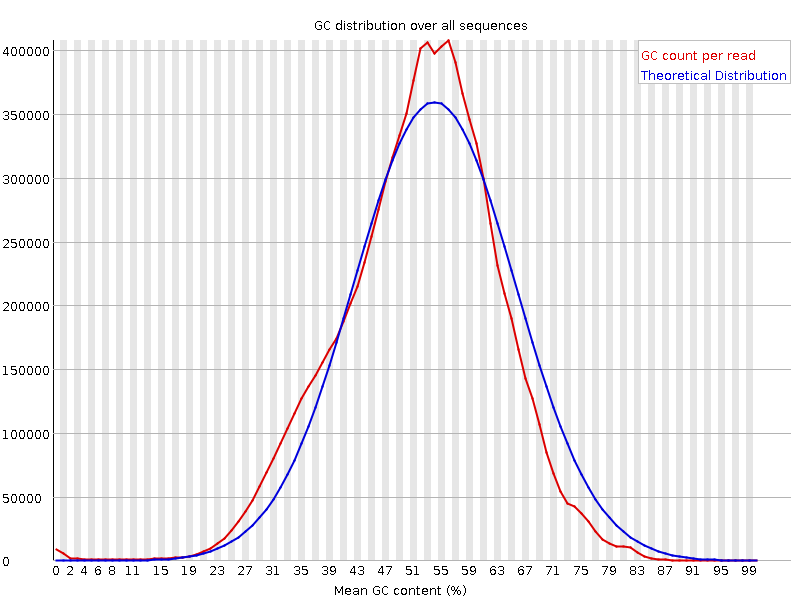 GC distribution over all sequences
GC count per read
Theoretical Distribution
400000
350000
300000
250000
200000
150000
100000
50000
0
0 2 4 6 8 11 15 19 23 27 31 35 39 43 47 51 55 59 63 67 71 75 79 83 87 91 95 99
Mean GC content (%)